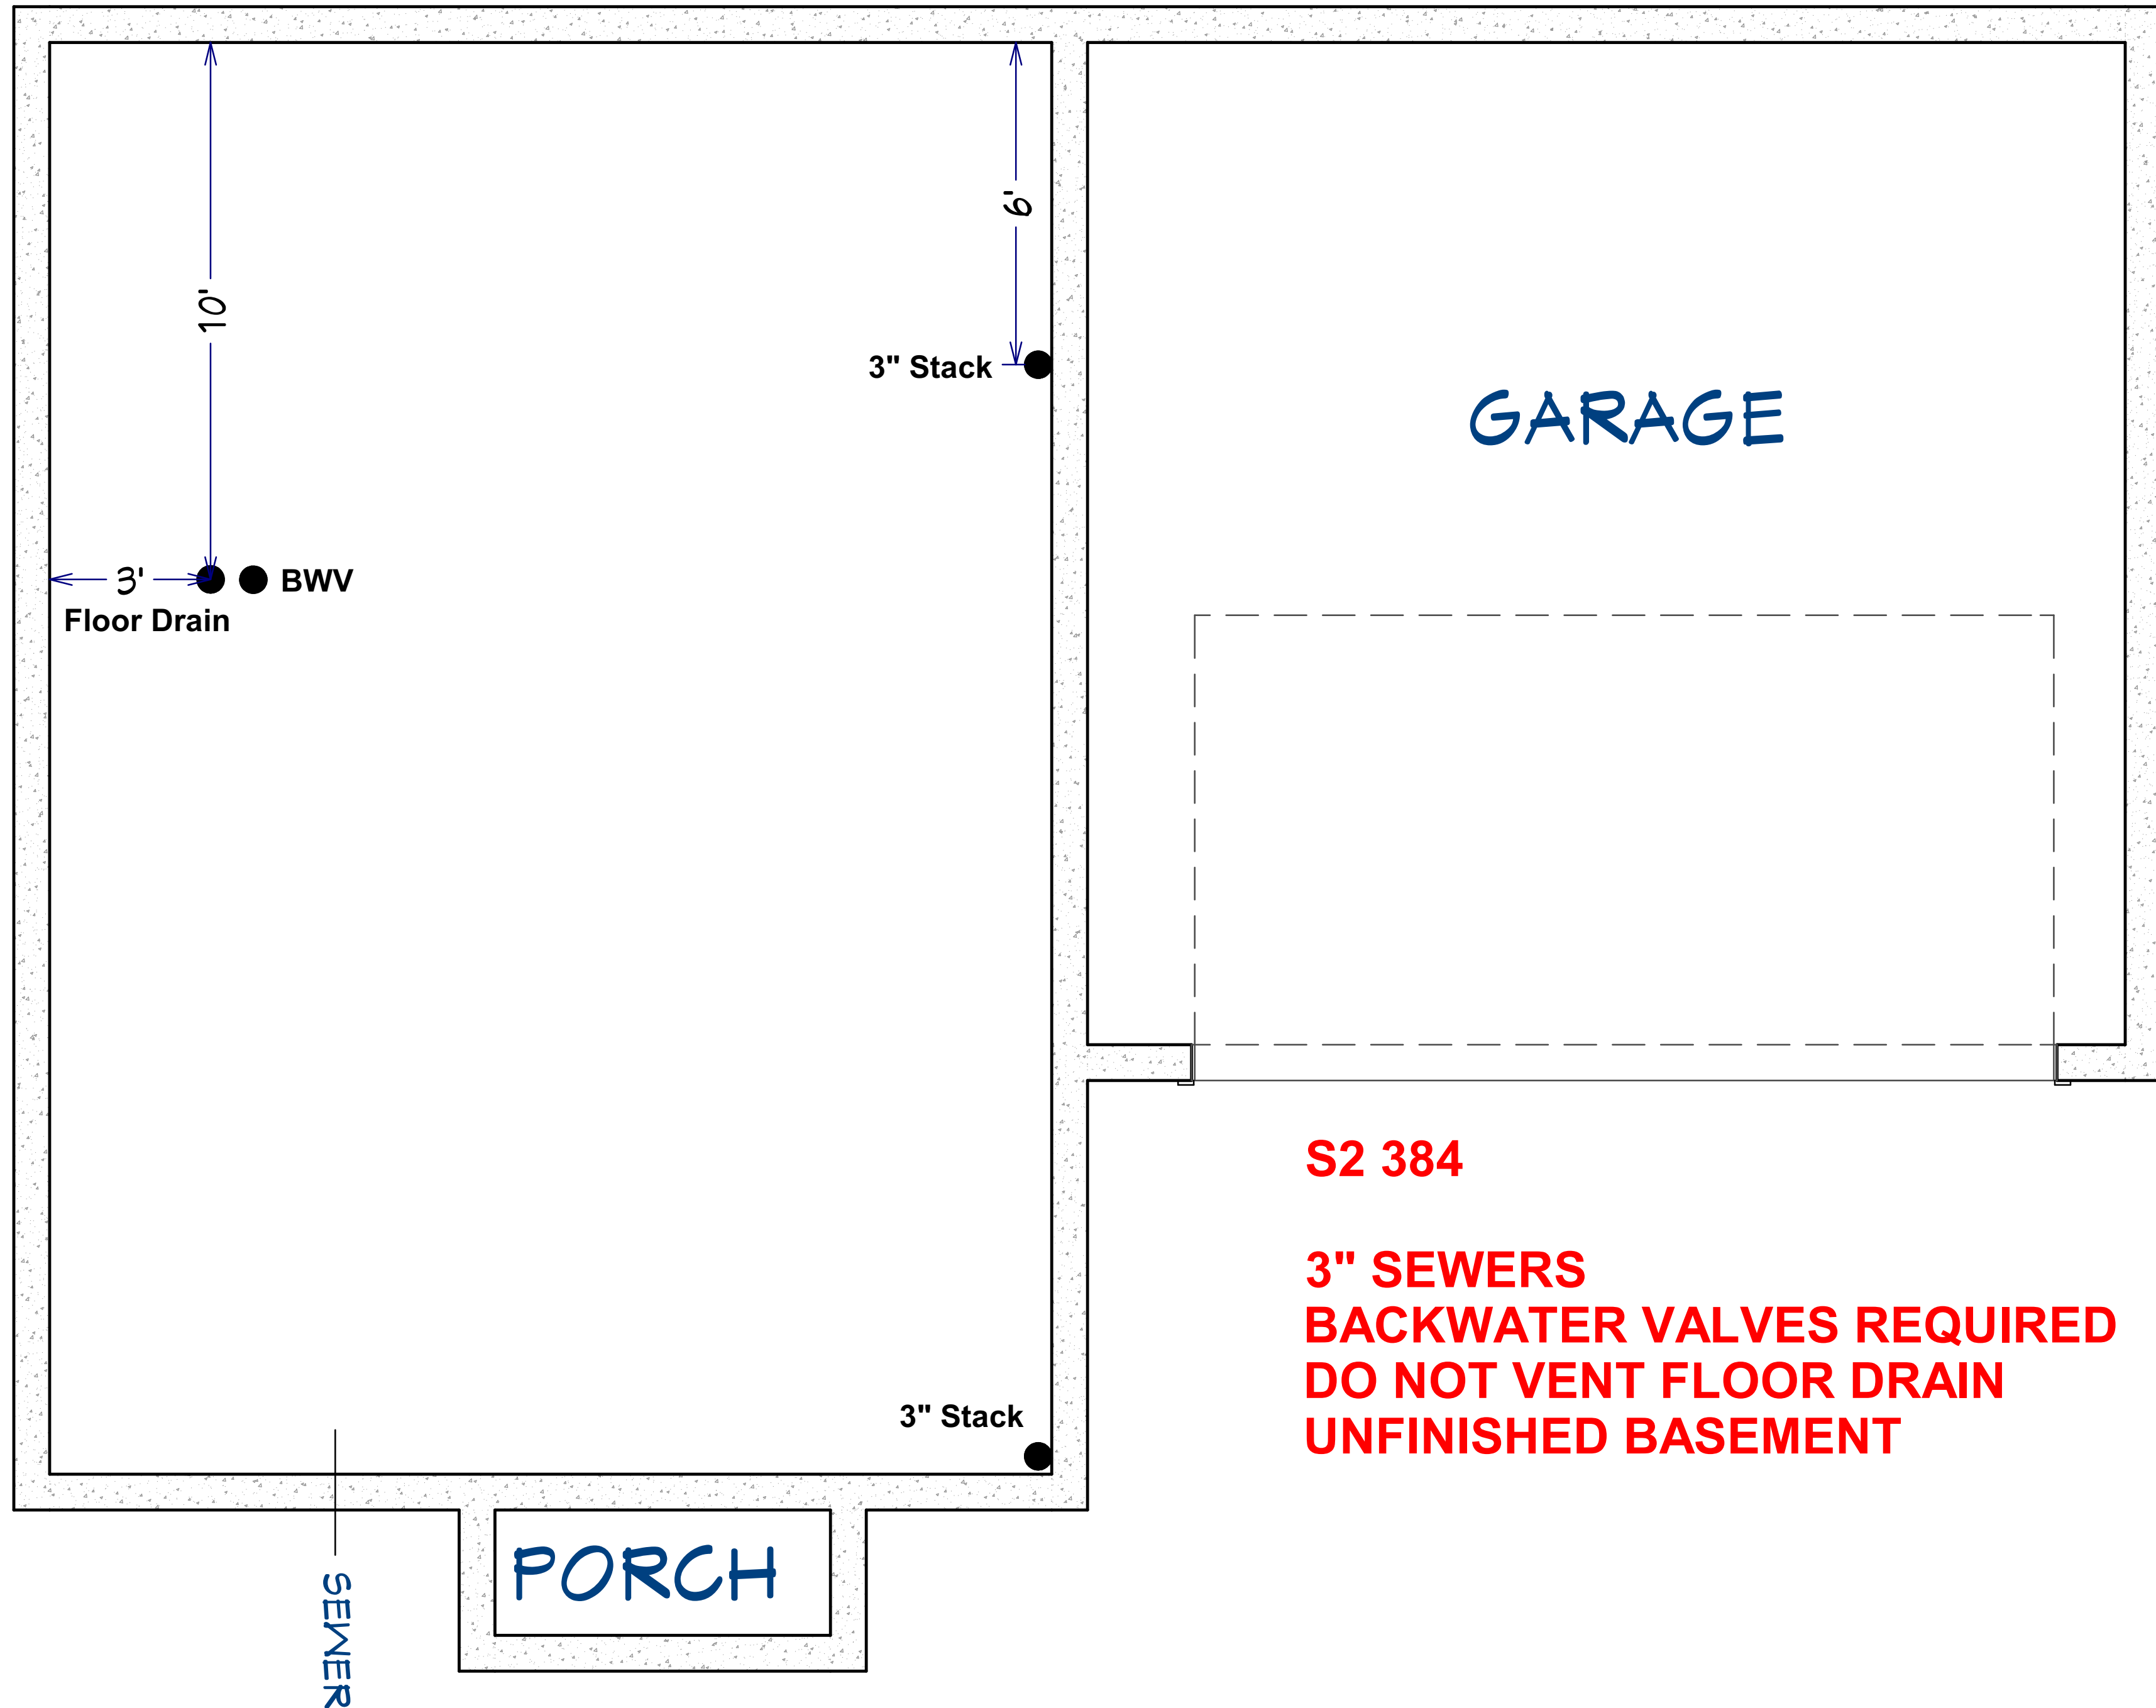 10'
6'
3" Stack
GARAGE
3'
BWV
Floor Drain
S2 384
3" SEWERS
BACKWATER VALVES REQUIRED
DO NOT VENT FLOOR DRAIN
UNFINISHED BASEMENT
3" Stack
PORCH
SEWER